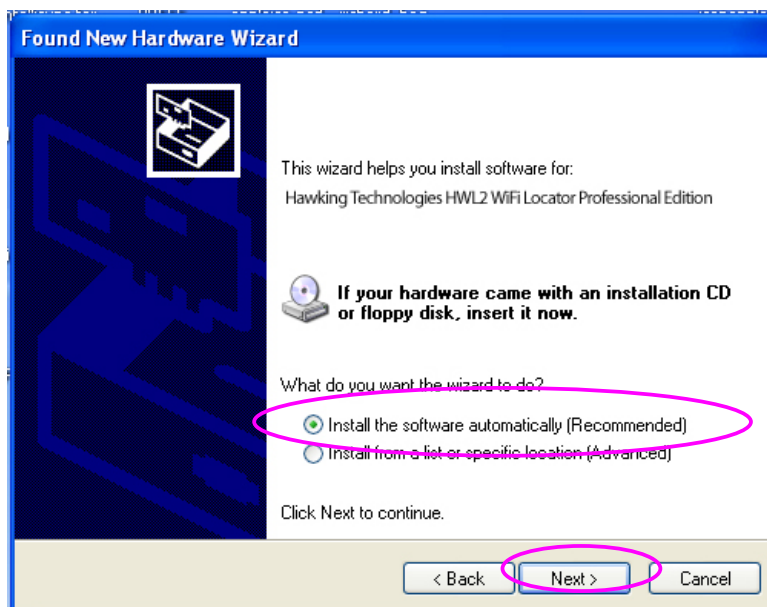 Found New Hardware Wizard
This wizard helps you install software for:
Hawking Technologies HWL2 WiFi Locator Professional Edition
If your hardware came with an installation CD
or floppy disk, insert it now.
What do you want the wizard to do?
Install the software automatically (Recommended)
Install from a list or specific location (Advanced)
Click Next to continue.
< Back
Next >
Cancel